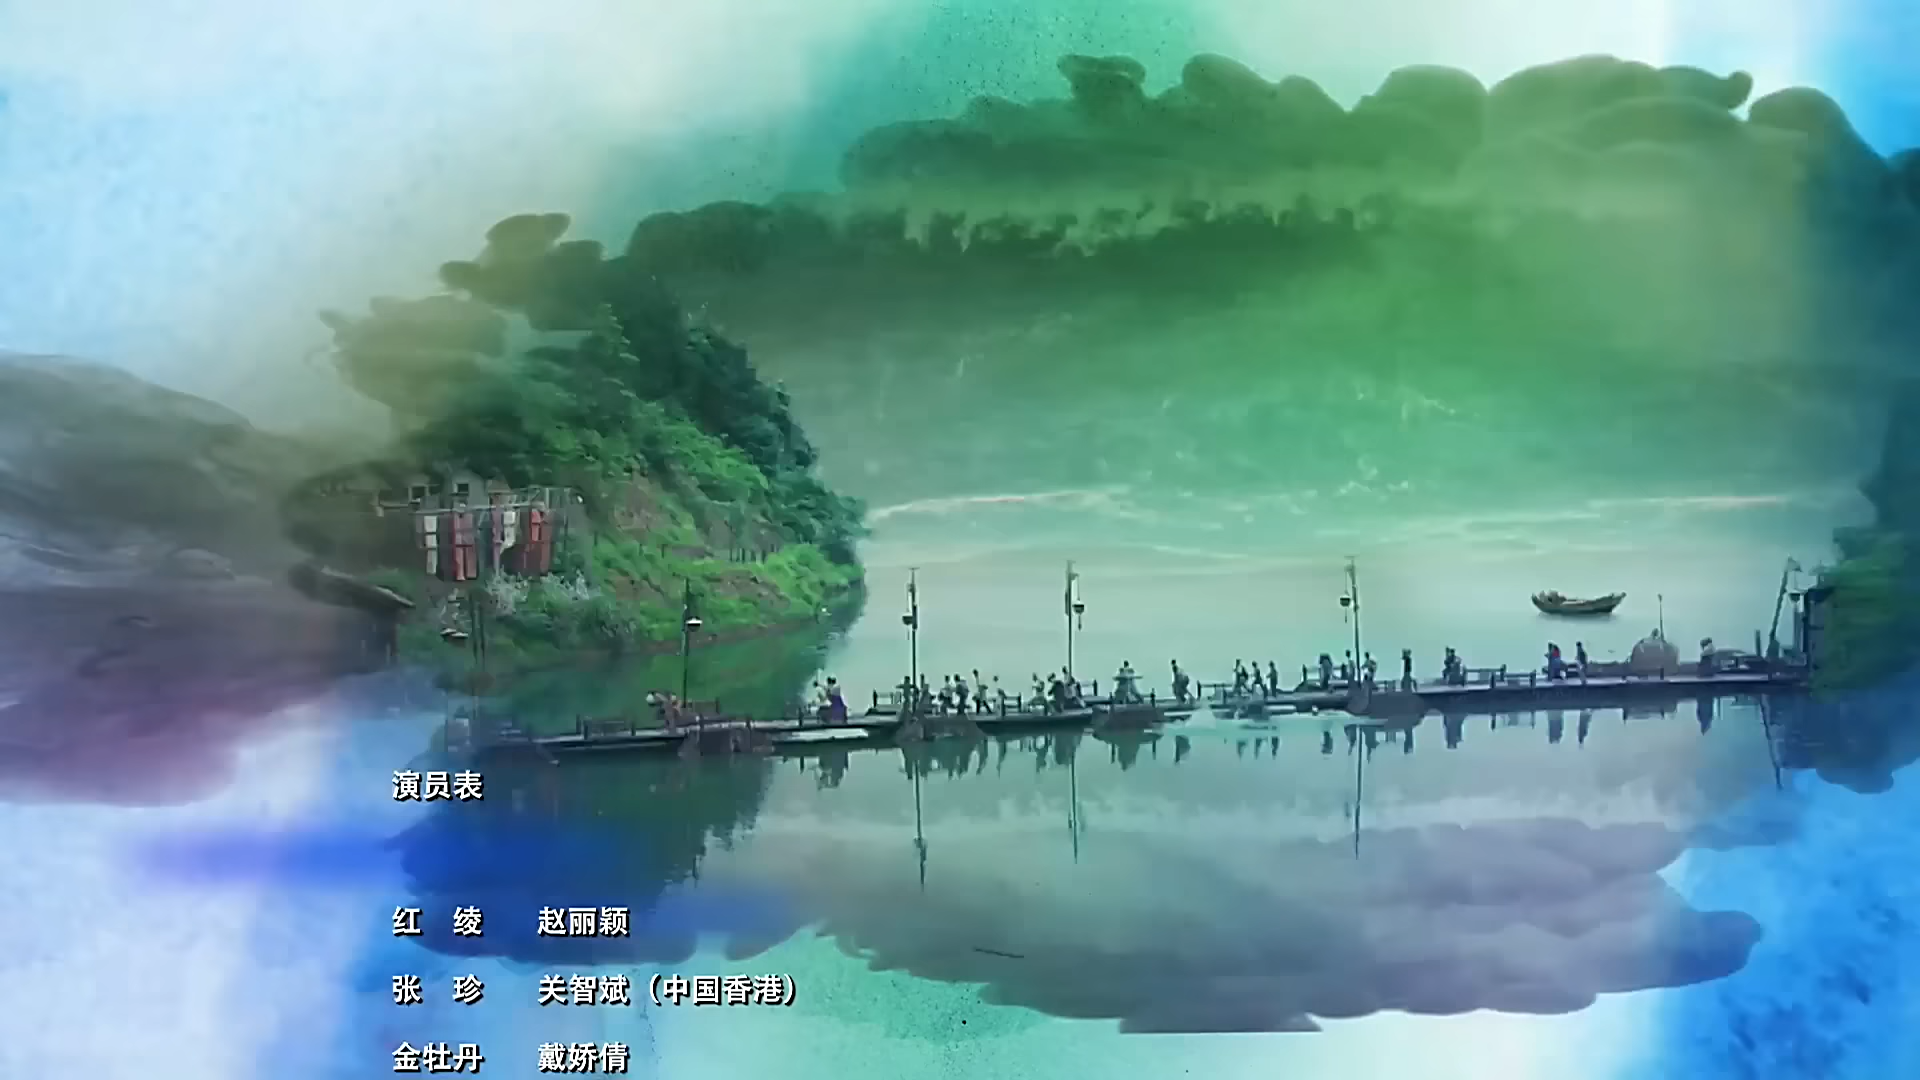 演员表
红 绫 赵丽颖
张 珍 关智斌（中国香港）
金牡丹 戴娇倩